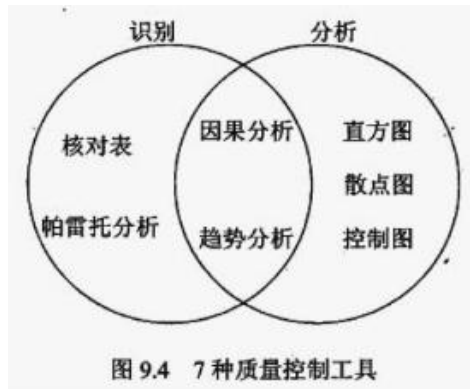 识别
分析
核对表
帕雷托分析
因果分析
趋势分析
直方图
散点图
控制图
图 9.4 7 种质量控制工具